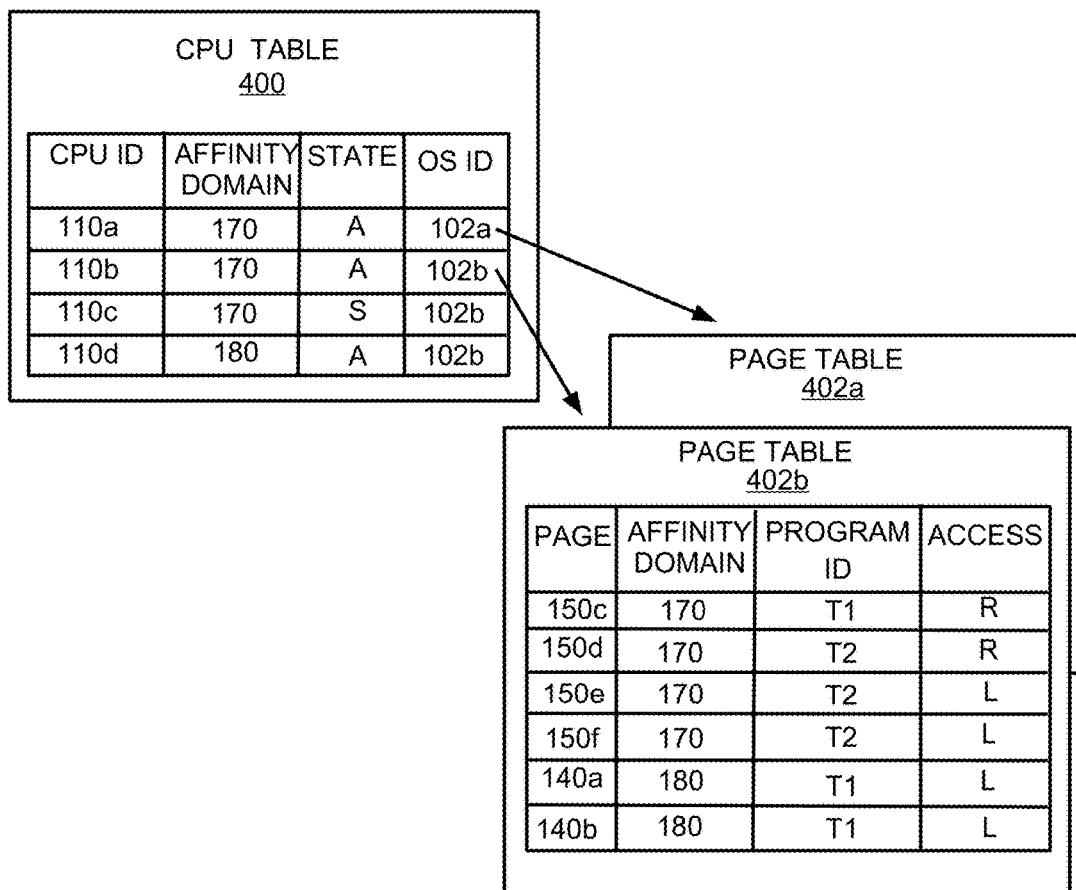 CPU TABLE
400
CPU ID AFFINITY DOMAIN STATE OS ID
110a 170 A 102a
110b 170 A 102b
110c 170 S 102b
110d 180 A 102b
PAGE TABLE
402a
PAGE TABLE
402b
PAGE AFFINITY DOMAIN PROGRAM ID ACCESS
150c 170 T1 R
150d 170 T2 R
150e 170 T2 L
150f 170 T2 L
140a 180 T1 L
140b 180 T1 L